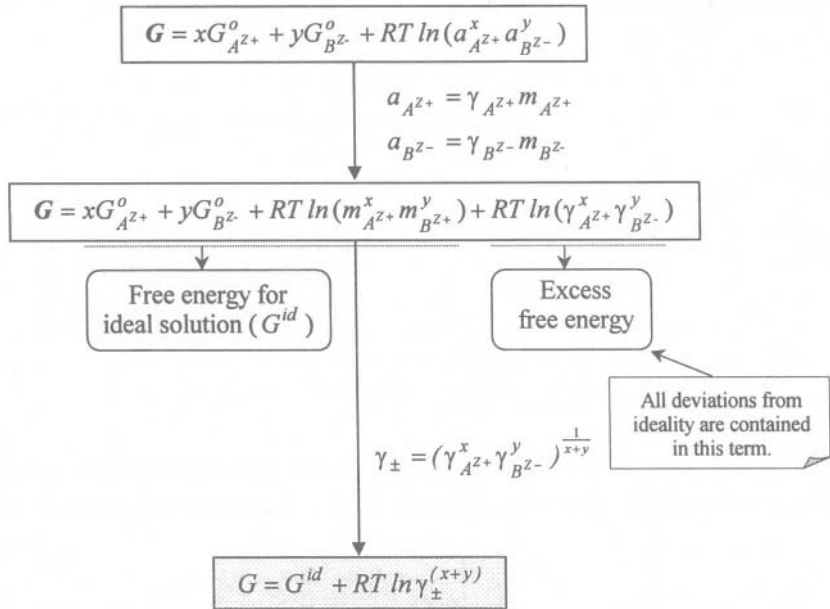 G = xG^o_{A^{Z+}} + yG^o_{B^{Z-}} + RT ln(a^x_{A^{Z+}} a^y_{B^{Z-}})
a_{A^{Z+}} = γ_{A^{Z+}} m_{A^{Z+}}
a_{B^{Z-}} = γ_{B^{Z-}} m_{B^{Z-}}
G = xG^o_{A^{Z+}} + yG^o_{B^{Z-}} + RT ln(m^x_{A^{Z+}} m^y_{B^{Z+}}) + RT ln(γ^x_{A^{Z+}} γ^y_{B^{Z-}})
Free energy for
ideal solution (G^{id})
Excess
free energy
All deviations from
ideality are contained
in this term.
γ_± = (γ^x_{A^{Z+}} γ^y_{B^{Z-}})^{\frac{1}{x+y}}
G = G^{id} + RT ln γ_±^{(x+y)}